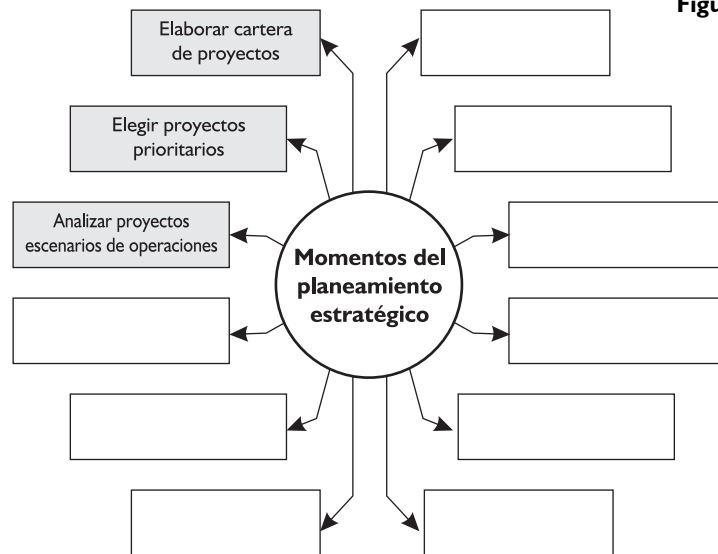 Figu
Elaborar cartera
de proyectos
Elegir proyectos
prioritarios
Analizar proyectos
escenarios de operaciones
Momentos del
planeamiento
estratégico